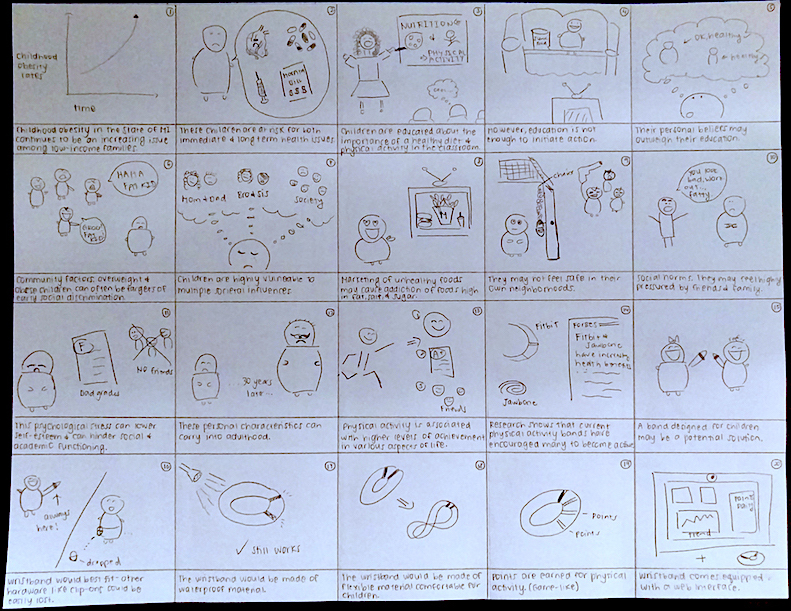 1
Childhood
obesity
rates
time
Childhood obesity in the State of MI
continues to be an increasing issue
among low-income families.
2
These children are at risk for both
immediate & long term health issues.
3
NUTRITION
&
PHYSICAL
ACTIVITY
Children are educated about the
importance of a healthy diet &
physical activity in the classroom.
4
However, education is not
enough to initiate action.
5
OK, healthy
healthy
Their personal beliefs may
outweigh their education.
6
HAHA
FAT KID
Community factors, overweight &
obese children can often be targets of
early social discrimination.
7
Mom & Dad
Bro & Sis
Society
Children are highly vulnerable to
multiple societal influences
8
M
Marketing of unhealthy foods
may cause addiction of foods high
in fat, salt, & sugar.
9
They may not feel safe in their
own neighborhoods.
10
You look
bad, work
out...
fatty.
Social norms. They may feel highly
pressured by friends & family.
11
F
Bad grades
NO friends
This psychological stress can lower
self-esteem & can hinder social &
academic functioning.
12
30 years
later...
These personal characteristics can
carry into adulthood.
13
1
2
A+
3
friends
Physical activity is associated
with higher levels of achievement
in various aspects of life.
14
Fitbit
Jawbone
Forbes
Fitbit &
Jawbone
have increased
health benefits
Research shows that current
physical activity bands have
encouraged many to become active
15
A band designed for children
may be a potential solution.
16
always
here!
dropped
Wristband would best fit-other
hardware like clip-ons could be
easily lost.
17
✓ Still works
The wristband would be made of
waterproof material.
18
The wristband would be made of
flexible material comfortable for
children.
19
Points
Points
Points are earned for physical
activity. (Game-like)
20
Trend
+
Wristband comes equipped
with a web interface.